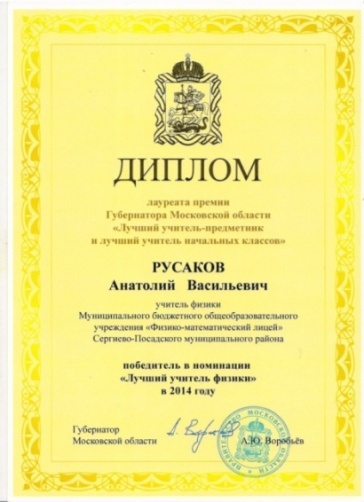 ДИПЛОМ
лауреата премии
Губернатора Московской области
«Лучший учитель-предметник
и лучший учитель начальных классов»
РУСАКОВ
Анатолий Васильевич
учитель физики
Муниципального бюджетного общеобразовательного
учреждения «Физико-математический лицей»
Сергиево-Посадского муниципального района
победитель в номинации
«Лучший учитель физики»
в 2014 году
Губернатор
Московской области
А.Ю. Воробьёв